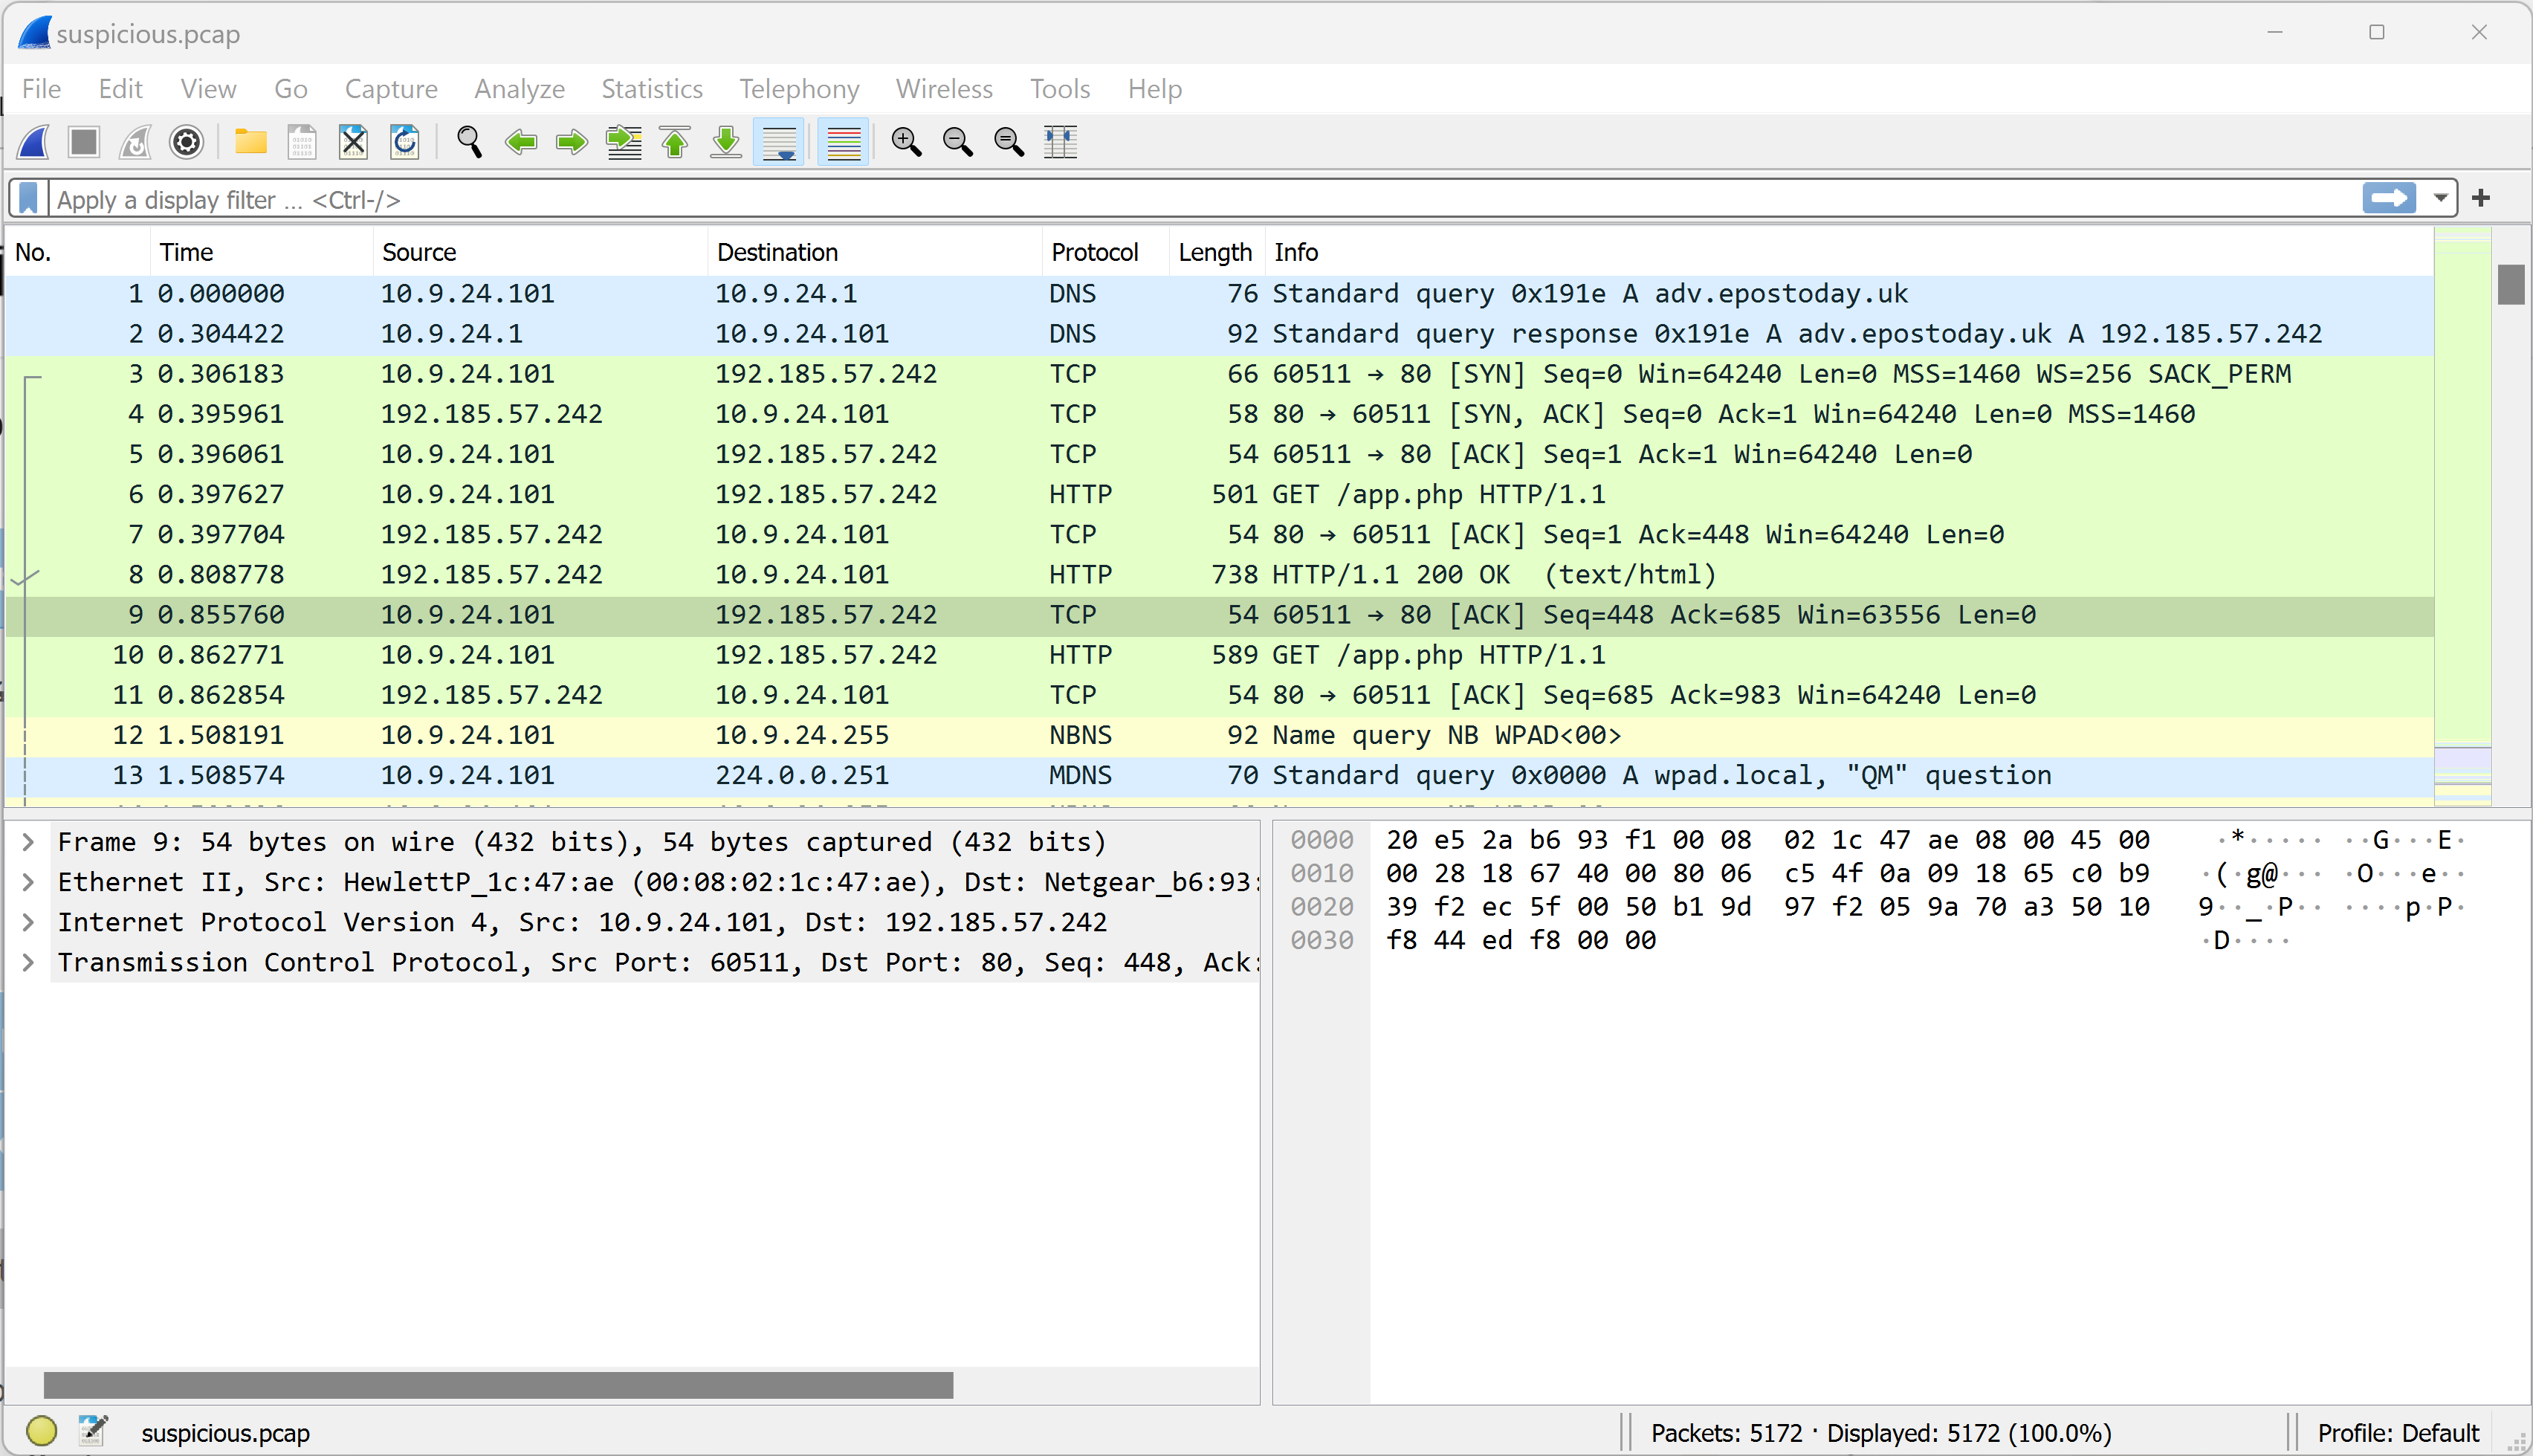 suspicious.pcap
File Edit View Go Capture Analyze Statistics Telephony Wireless Tools Help
Apply a display filter … <Ctrl-/>
No. Time Source Destination Protocol Length Info
1 0.000000 10.9.24.101 10.9.24.1 DNS 76 Standard query 0x191e A adv.epostoday.uk
2 0.304422 10.9.24.1 10.9.24.101 DNS 92 Standard query response 0x191e A adv.epostoday.uk A 192.185.57.242
3 0.306183 10.9.24.101 192.185.57.242 TCP 66 60511 → 80 [SYN] Seq=0 Win=64240 Len=0 MSS=1460 WS=256 SACK_PERM
4 0.395961 192.185.57.242 10.9.24.101 TCP 58 80 → 60511 [SYN, ACK] Seq=0 Ack=1 Win=64240 Len=0 MSS=1460
5 0.396061 10.9.24.101 192.185.57.242 TCP 54 60511 → 80 [ACK] Seq=1 Ack=1 Win=64240 Len=0
6 0.397627 10.9.24.101 192.185.57.242 HTTP 501 GET /app.php HTTP/1.1
7 0.397704 192.185.57.242 10.9.24.101 TCP 54 80 → 60511 [ACK] Seq=1 Ack=448 Win=64240 Len=0
8 0.808778 192.185.57.242 10.9.24.101 HTTP 738 HTTP/1.1 200 OK (text/html)
9 0.855760 10.9.24.101 192.185.57.242 TCP 54 60511 → 80 [ACK] Seq=448 Ack=685 Win=63556 Len=0
10 0.862771 10.9.24.101 192.185.57.242 HTTP 589 GET /app.php HTTP/1.1
11 0.862854 192.185.57.242 10.9.24.101 TCP 54 80 → 60511 [ACK] Seq=685 Ack=983 Win=64240 Len=0
12 1.508191 10.9.24.101 10.9.24.255 NBNS 92 Name query NB WPAD<00>
13 1.508574 10.9.24.101 224.0.0.251 MDNS 70 Standard query 0x0000 A wpad.local, "QM" question
Frame 9: 54 bytes on wire (432 bits), 54 bytes captured (432 bits)
Ethernet II, Src: HewlettP_1c:47:ae (00:08:02:1c:47:ae), Dst: Netgear_b6:93:
Internet Protocol Version 4, Src: 10.9.24.101, Dst: 192.185.57.242
Transmission Control Protocol, Src Port: 60511, Dst Port: 80, Seq: 448, Ack:
0000 20 e5 2a b6 93 f1 00 08 02 1c 47 ae 08 00 45 00 ·*····· ··G···E·
0010 00 28 18 67 40 00 80 06 c5 4f 0a 09 18 65 c0 b9 ·(·g@··· ·O···e··
0020 39 f2 ec 5f 00 50 b1 9d 97 f2 05 9a 70 a3 50 10 9··_·P·· ····p·P·
0030 f8 44 ed f8 00 00 ·D····
suspicious.pcap
Packets: 5172 · Displayed: 5172 (100.0%)
Profile: Default